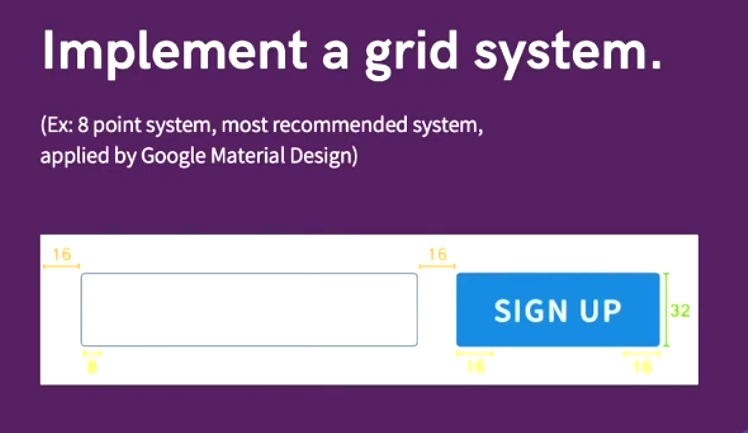 Implement a grid system.
(Ex: 8 point system, most recommended system,
applied by Google Material Design)
16 16
SIGN UP 32
8 16 16